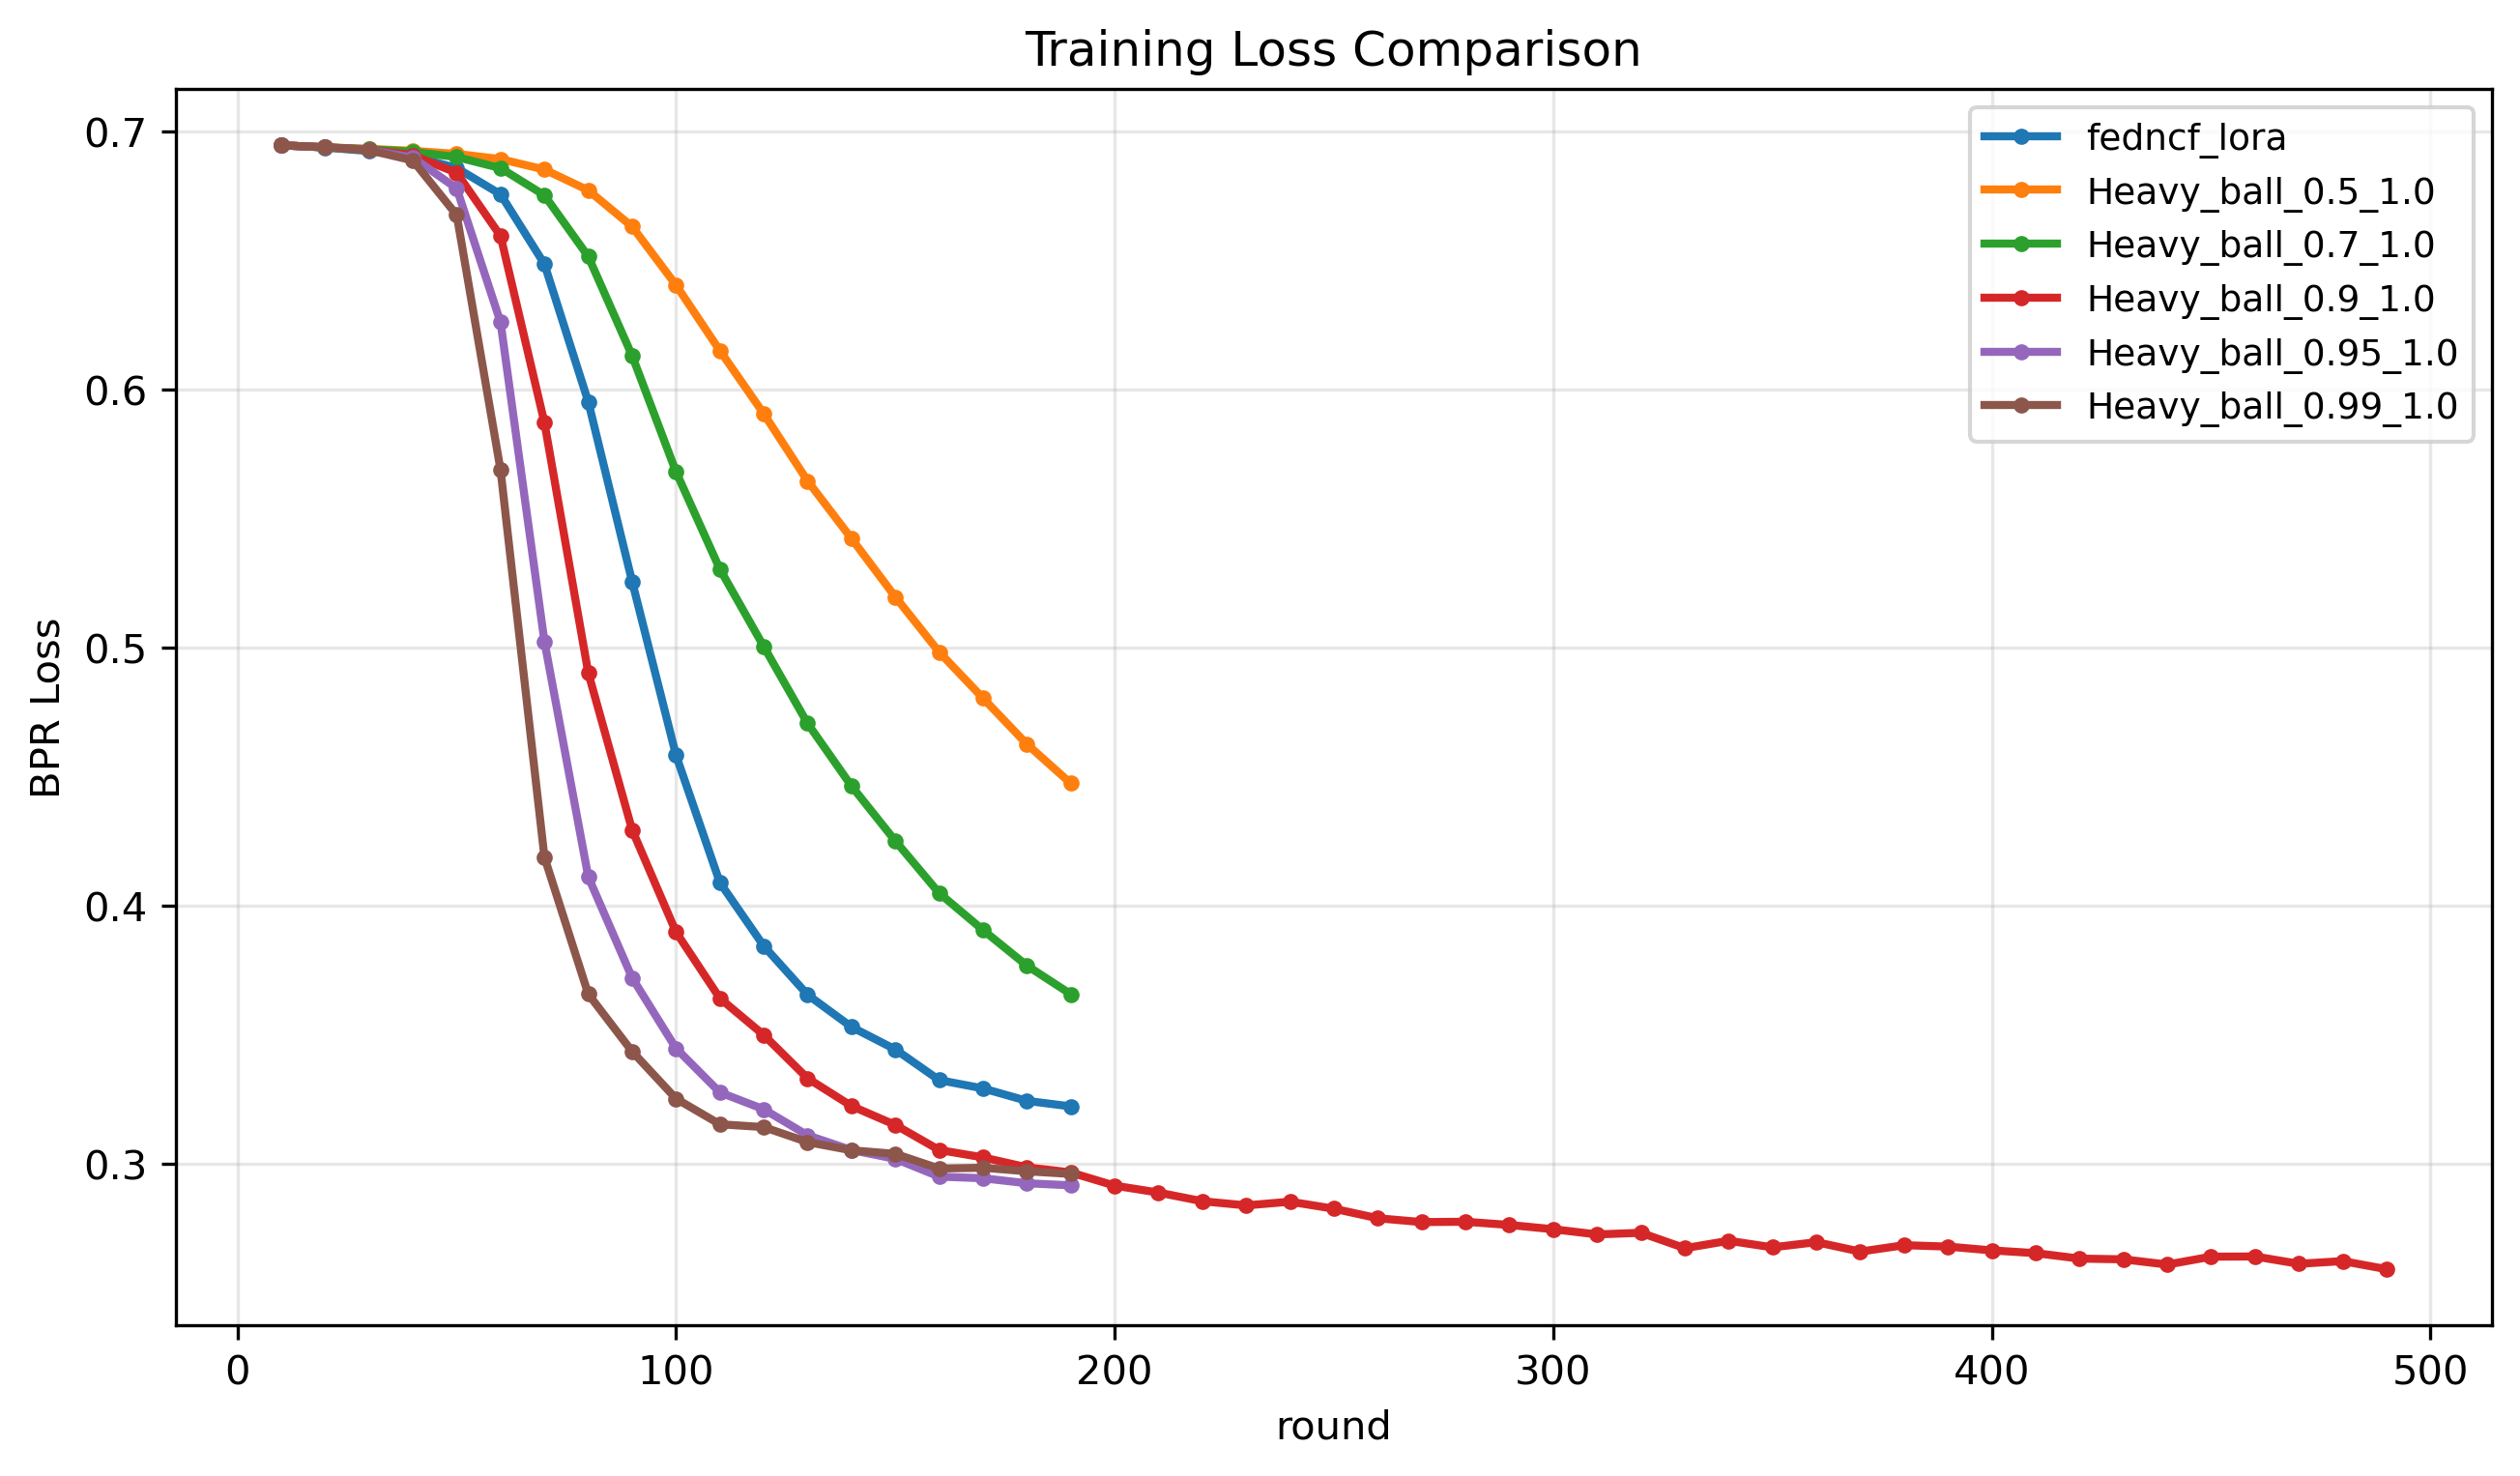 Training Loss Comparison
BPR Loss
0.7
0.6
0.5
0.4
0.3
0
100
200
300
400
500
round
fedncf_lora
Heavy_ball_0.5_1.0
Heavy_ball_0.7_1.0
Heavy_ball_0.9_1.0
Heavy_ball_0.95_1.0
Heavy_ball_0.99_1.0